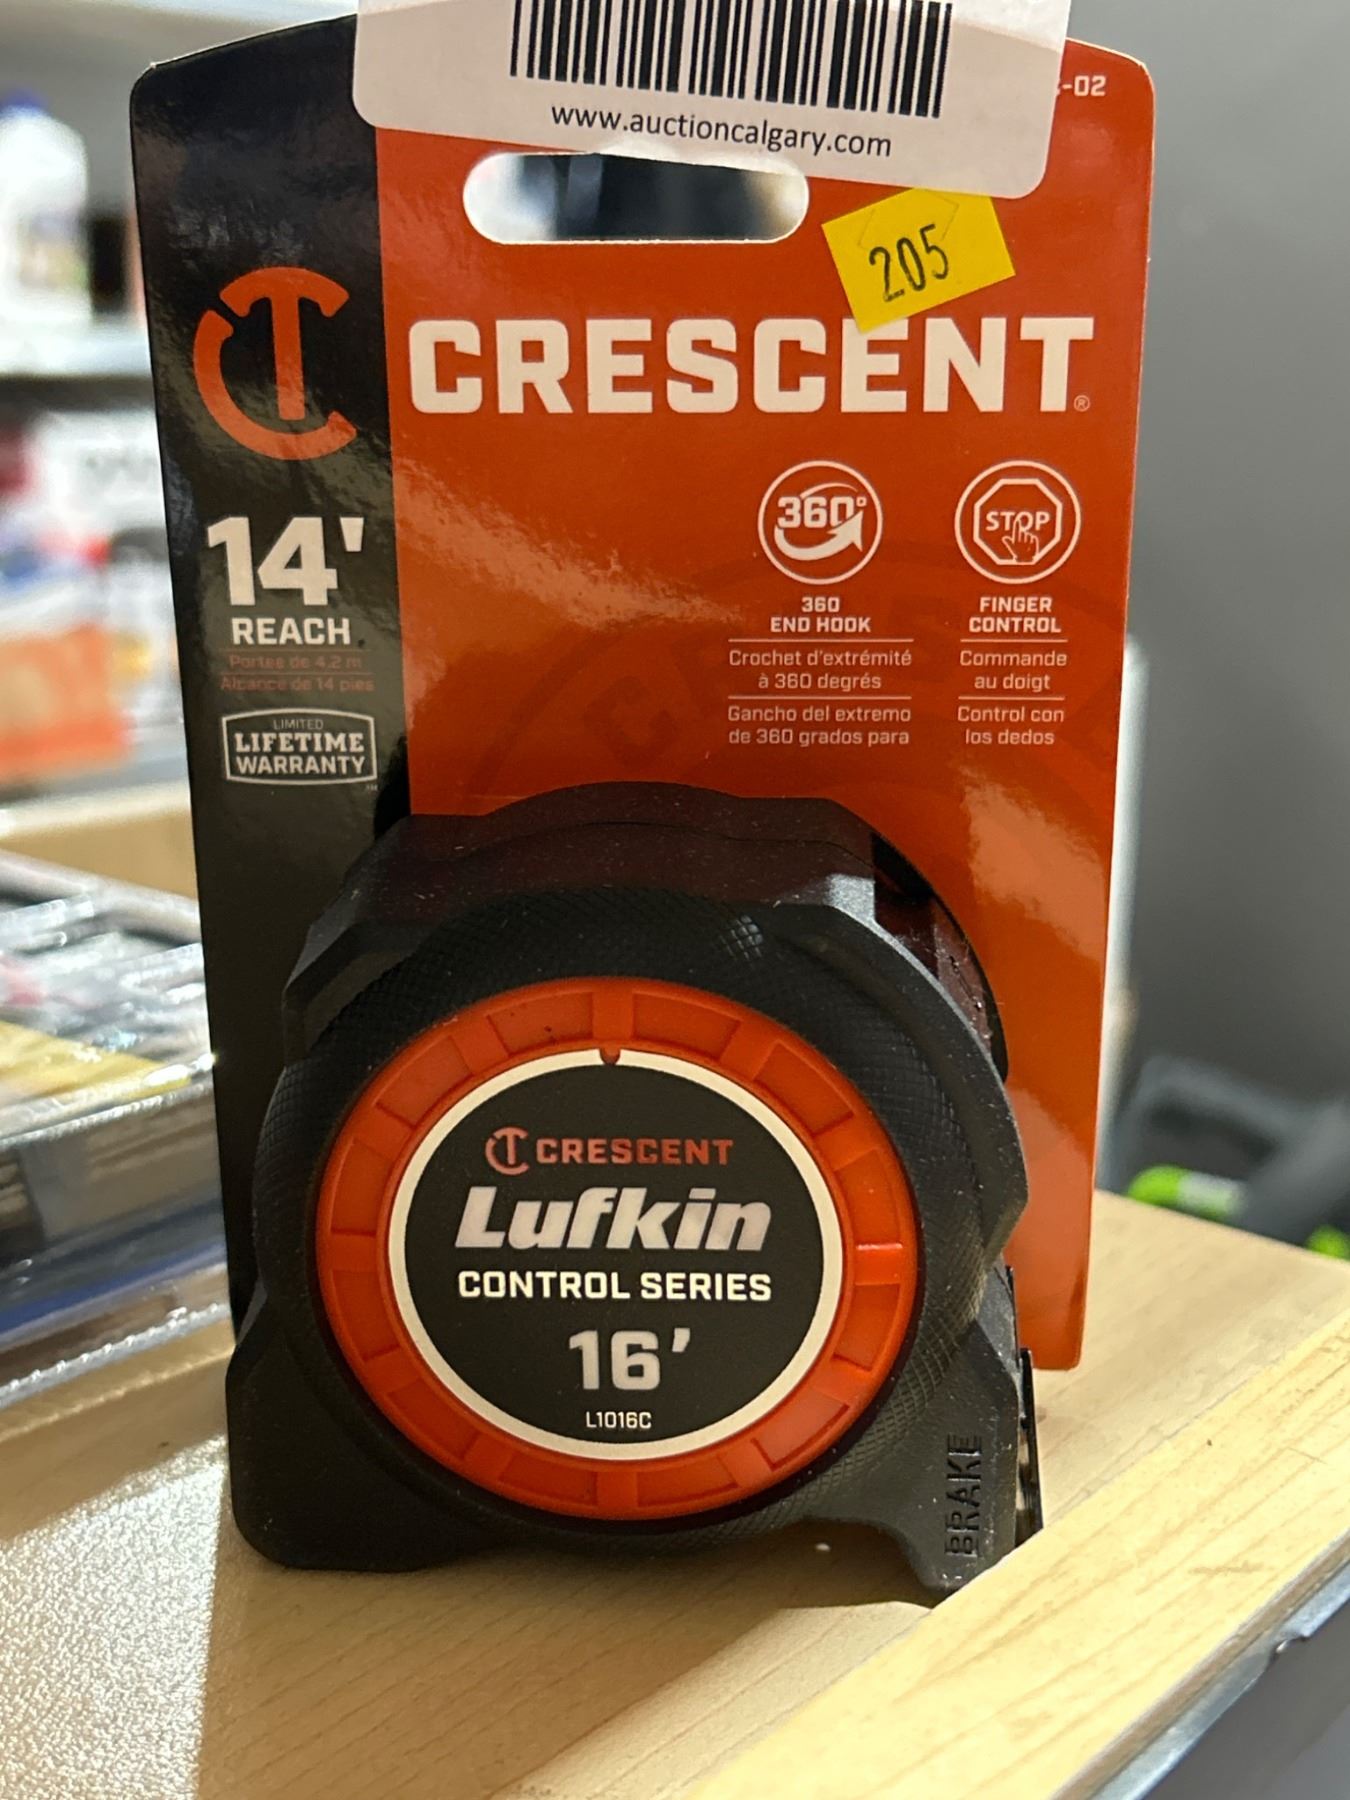 www.auctioncalgary.com
-02
205
CRESCENT®
14'
REACH
Portée de 4.2 m
Alcance de 14 pies
LIMITED
LIFETIME
WARRANTY
360°
360
END HOOK
Crochet d'extrémité
à 360 degrés
Gancho del extremo
de 360 grados para
STOP
FINGER
CONTROL
Commande
au doigt
Control con
los dedos
CRESCENT
Lufkin
CONTROL SERIES
16'
L1016C
BRAKE